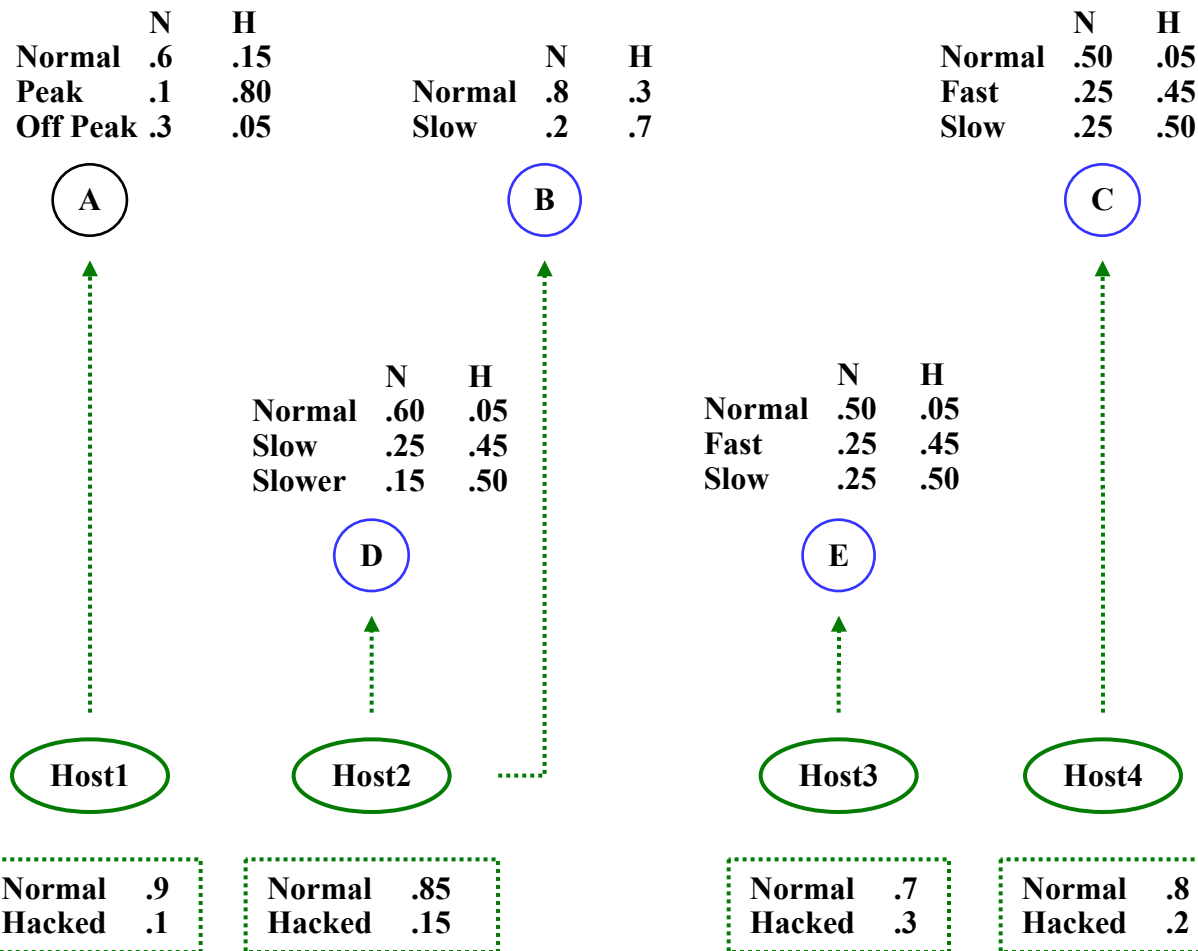 N H
Normal .6 .15
Peak .1 .80
Off Peak .3 .05
A
N H
Normal .8 .3
Slow .2 .7
B
N H
Normal .50 .05
Fast .25 .45
Slow .25 .50
C
N H
Normal .60 .05
Slow .25 .45
Slower .15 .50
D
N H
Normal .50 .05
Fast .25 .45
Slow .25 .50
E
Host1
Host2
Host3
Host4
Normal .9
Hacked .1
Normal .85
Hacked .15
Normal .7
Hacked .3
Normal .8
Hacked .2